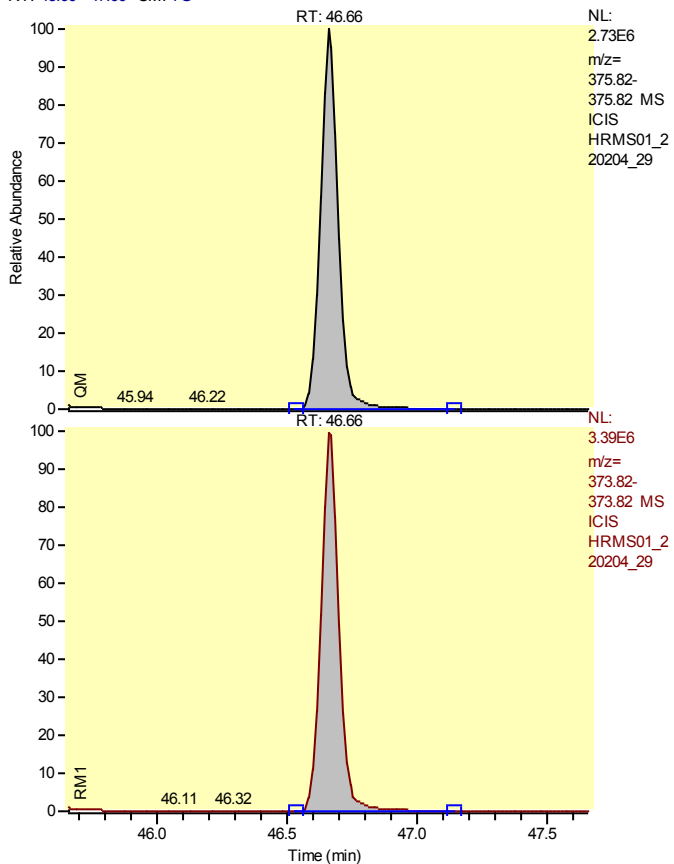 RT: 46.66
NL:
2.73E6
m/z=
375.82-
375.82 MS
ICIS
HRMS01_2
20204_29
100
90
80
70
60
50
40
30
20
10
0
Relative Abundance
QM
45.94 46.22
RT: 46.66
NL:
3.39E6
m/z=
373.82-
373.82 MS
ICIS
HRMS01_2
20204_29
100
90
80
70
60
50
40
30
20
10
0
RM1
46.11 46.32
46.0 46.5 47.0 47.5
Time (min)